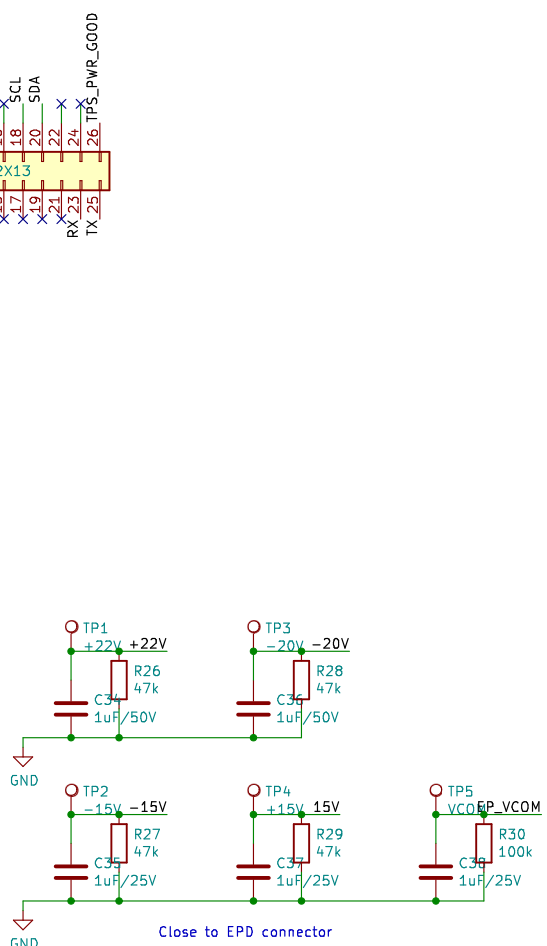 TPS_PWR_GOOD
SCL
SDA
18
20
22
24
26
2X13
17
19
21
23
25
RX
TX
TP1
+22V
+22V
R26
47k
C34
1uF/50V
TP3
-20V
-20V
R28
47k
C36
1uF/50V
GND
TP2
-15V
-15V
R27
47k
C35
1uF/25V
TP4
+15V
15V
R29
47k
C37
1uF/25V
TP5
VCOM
EP_VCOM
R30
100k
C38
1uF/25V
GND
Close to EPD connector